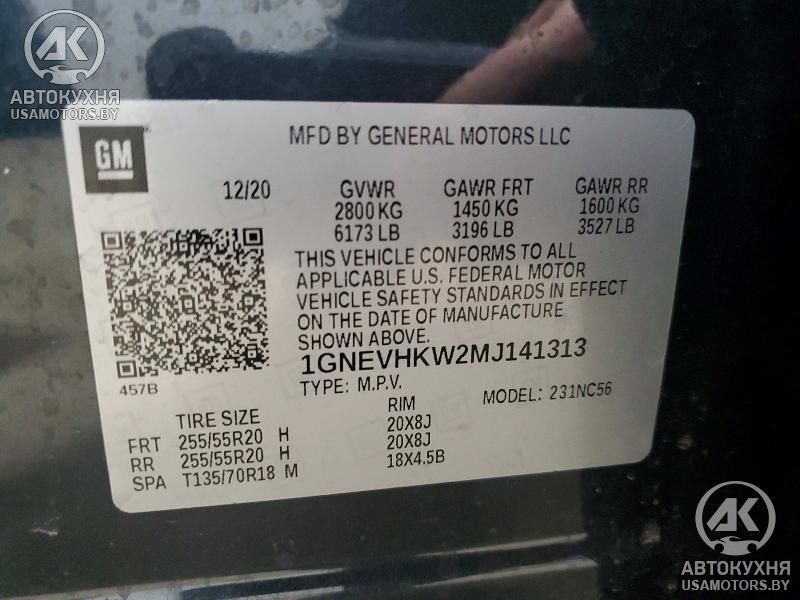 АК
АВТОКУХНЯ
USAMOTORS.BY
GM
MFD BY GENERAL MOTORS LLC
12/20 GVWR GAWR FRT GAWR RR
2800 KG 1450 KG 1600 KG
6173 LB 3196 LB 3527 LB
THIS VEHICLE CONFORMS TO ALL
APPLICABLE U.S. FEDERAL MOTOR
VEHICLE SAFETY STANDARDS IN EFFECT
ON THE DATE OF MANUFACTURE
SHOWN ABOVE.
1GNEVHKW2MJ141313
457B TYPE: M.P.V. MODEL: 231NC56
TIRE SIZE RIM
FRT 255/55R20 H 20X8J
RR 255/55R20 H 20X8J
SPA T135/70R18 M 18X4.5B
АК
АВТОКУХНЯ
USAMOTORS.BY